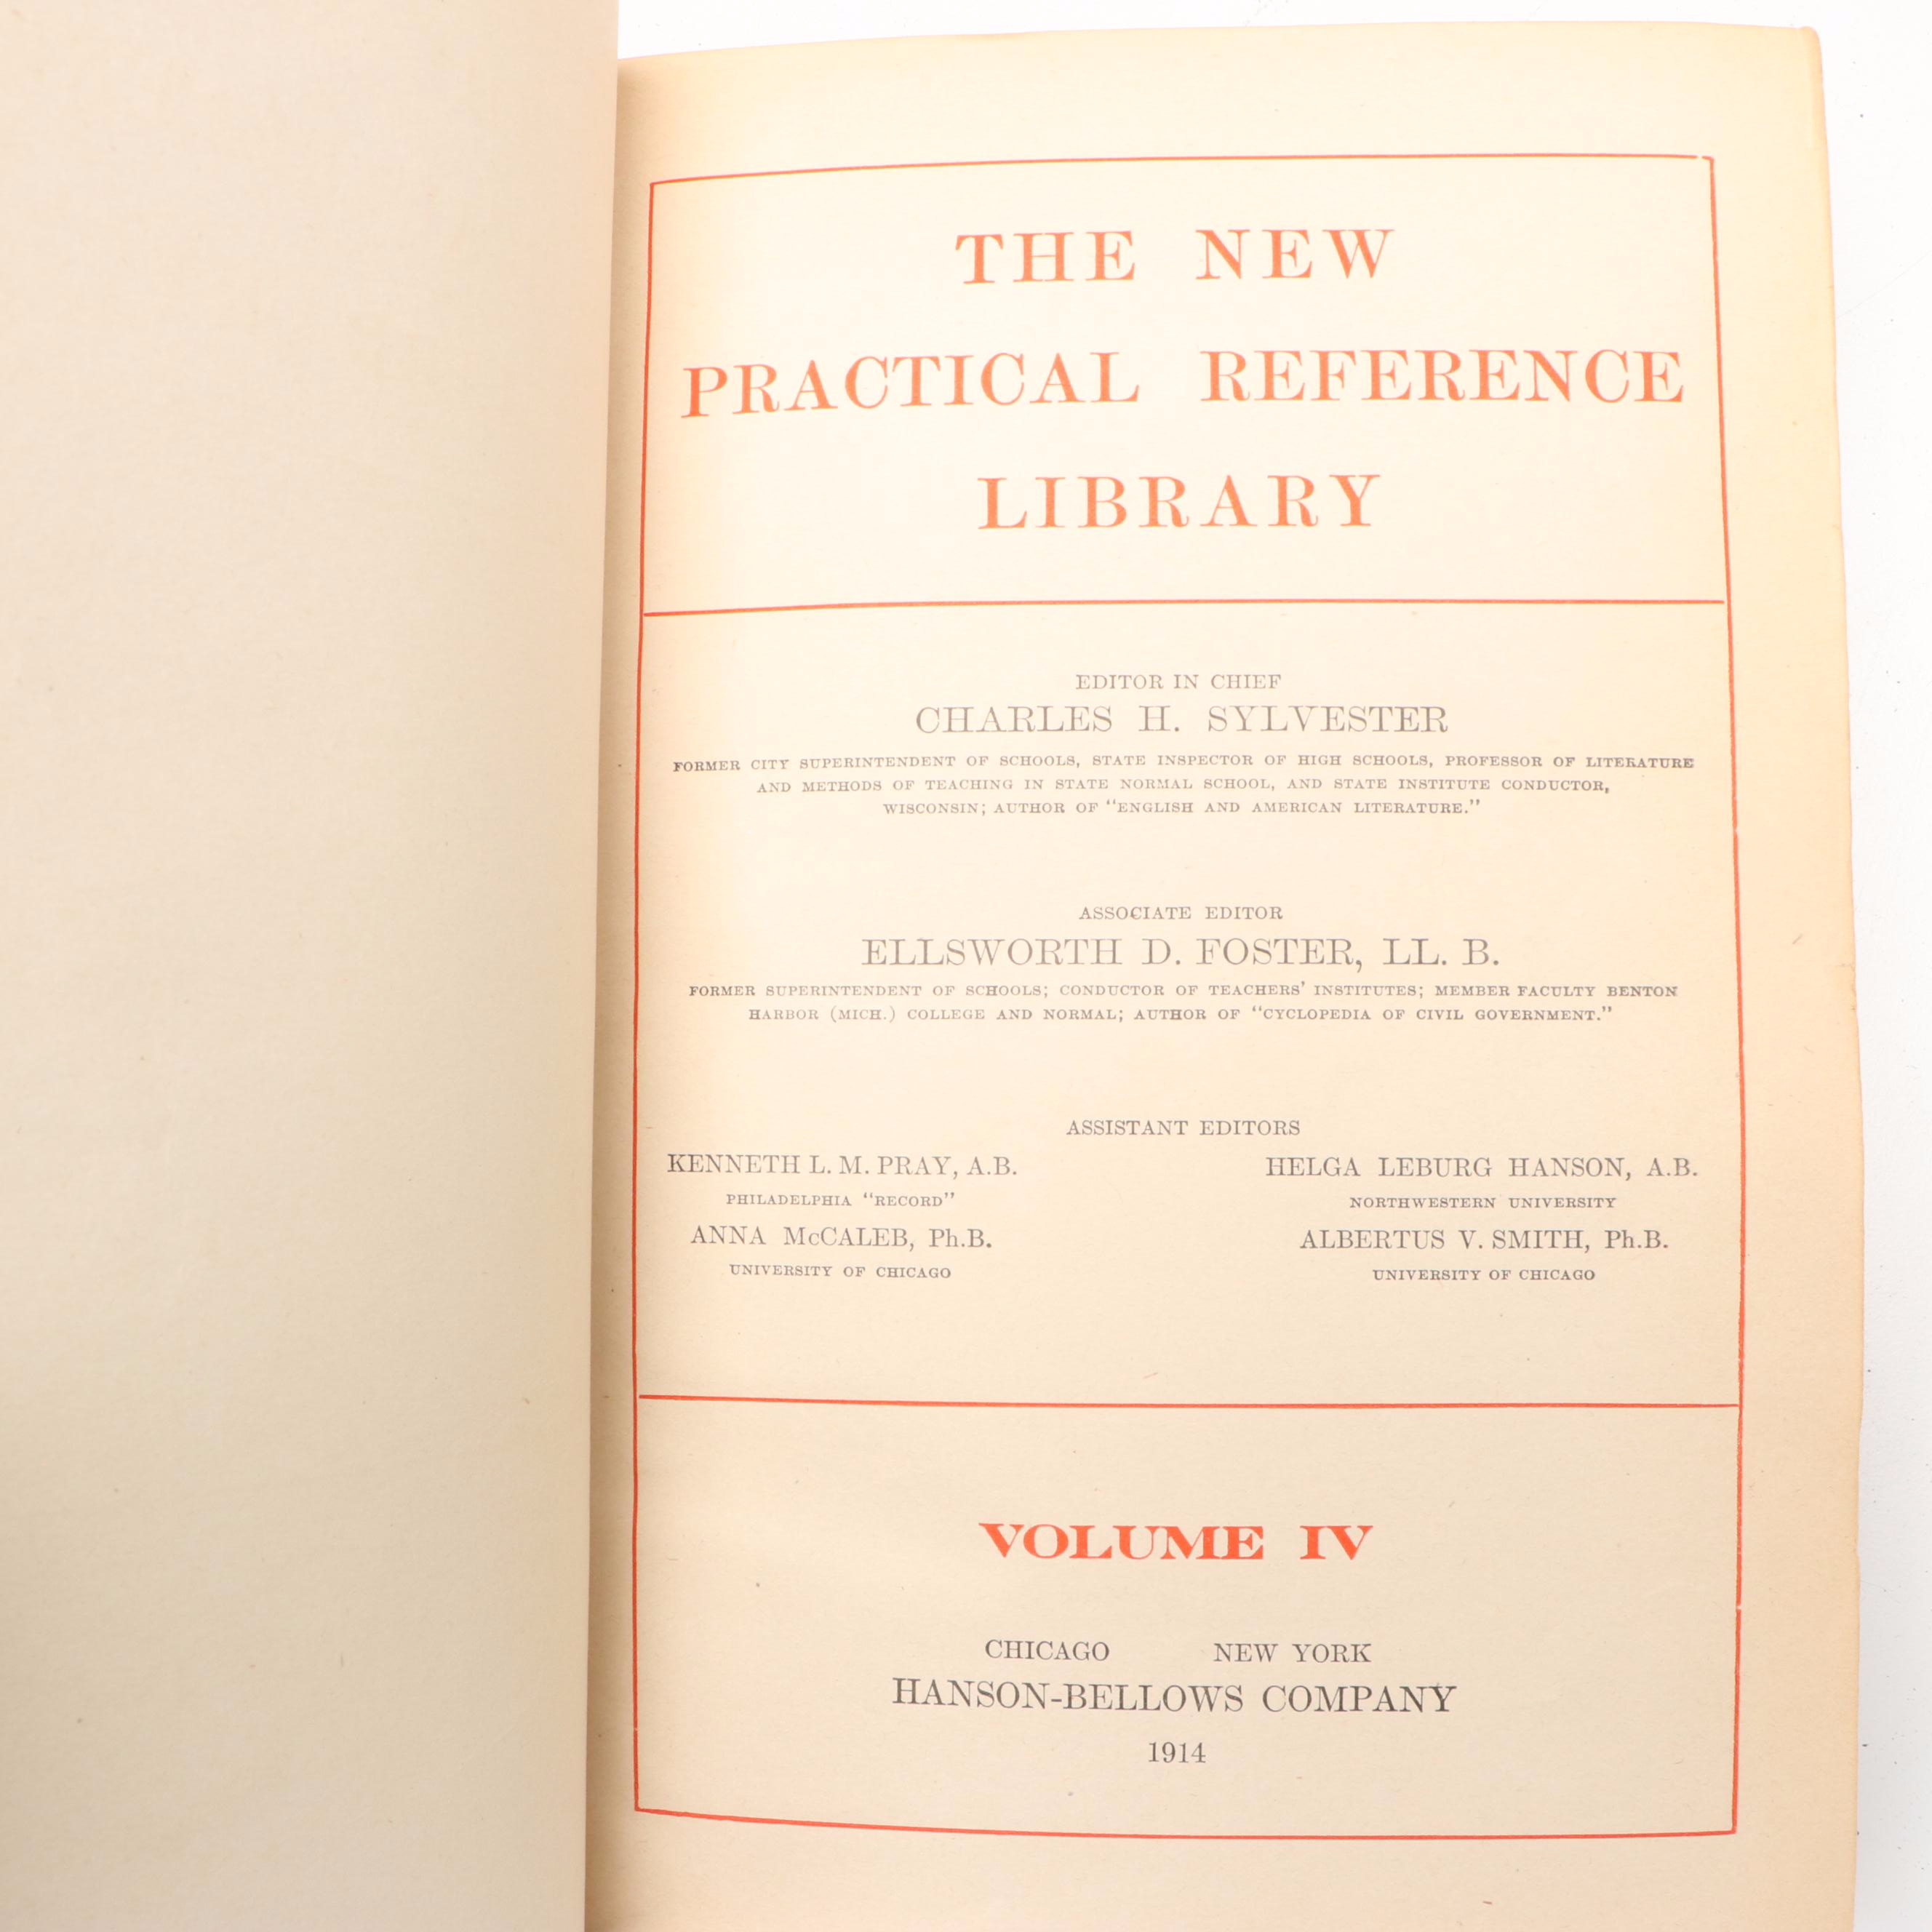 THE NEW
PRACTICAL REFERENCE
LIBRARY
EDITOR IN CHIEF
CHARLES H. SYLVESTER
FORMER CITY SUPERINTENDENT OF SCHOOLS, STATE INSPECTOR OF HIGH SCHOOLS, PROFESSOR OF LITERATURE
AND METHODS OF TEACHING IN STATE NORMAL SCHOOL, AND STATE INSTITUTE CONDUCTOR,
WISCONSIN; AUTHOR OF "ENGLISH AND AMERICAN LITERATURE."
ASSOCIATE EDITOR
ELLSWORTH D. FOSTER, LL. B.
FORMER SUPERINTENDENT OF SCHOOLS; CONDUCTOR OF TEACHERS' INSTITUTES; MEMBER FACULTY BENTON
HARBOR (MICH.) COLLEGE AND NORMAL; AUTHOR OF "CYCLOPEDIA OF CIVIL GOVERNMENT."
ASSISTANT EDITORS
KENNETH L. M. PRAY, A.B.
PHILADELPHIA "RECORD"
ANNA McCALEB, Ph.B.
UNIVERSITY OF CHICAGO
HELGA LEBURG HANSON, A.B.
NORTHWESTERN UNIVERSITY
ALBERTUS V. SMITH, Ph.B.
UNIVERSITY OF CHICAGO
VOLUME IV
CHICAGO NEW YORK
HANSON-BELLOWS COMPANY
1914